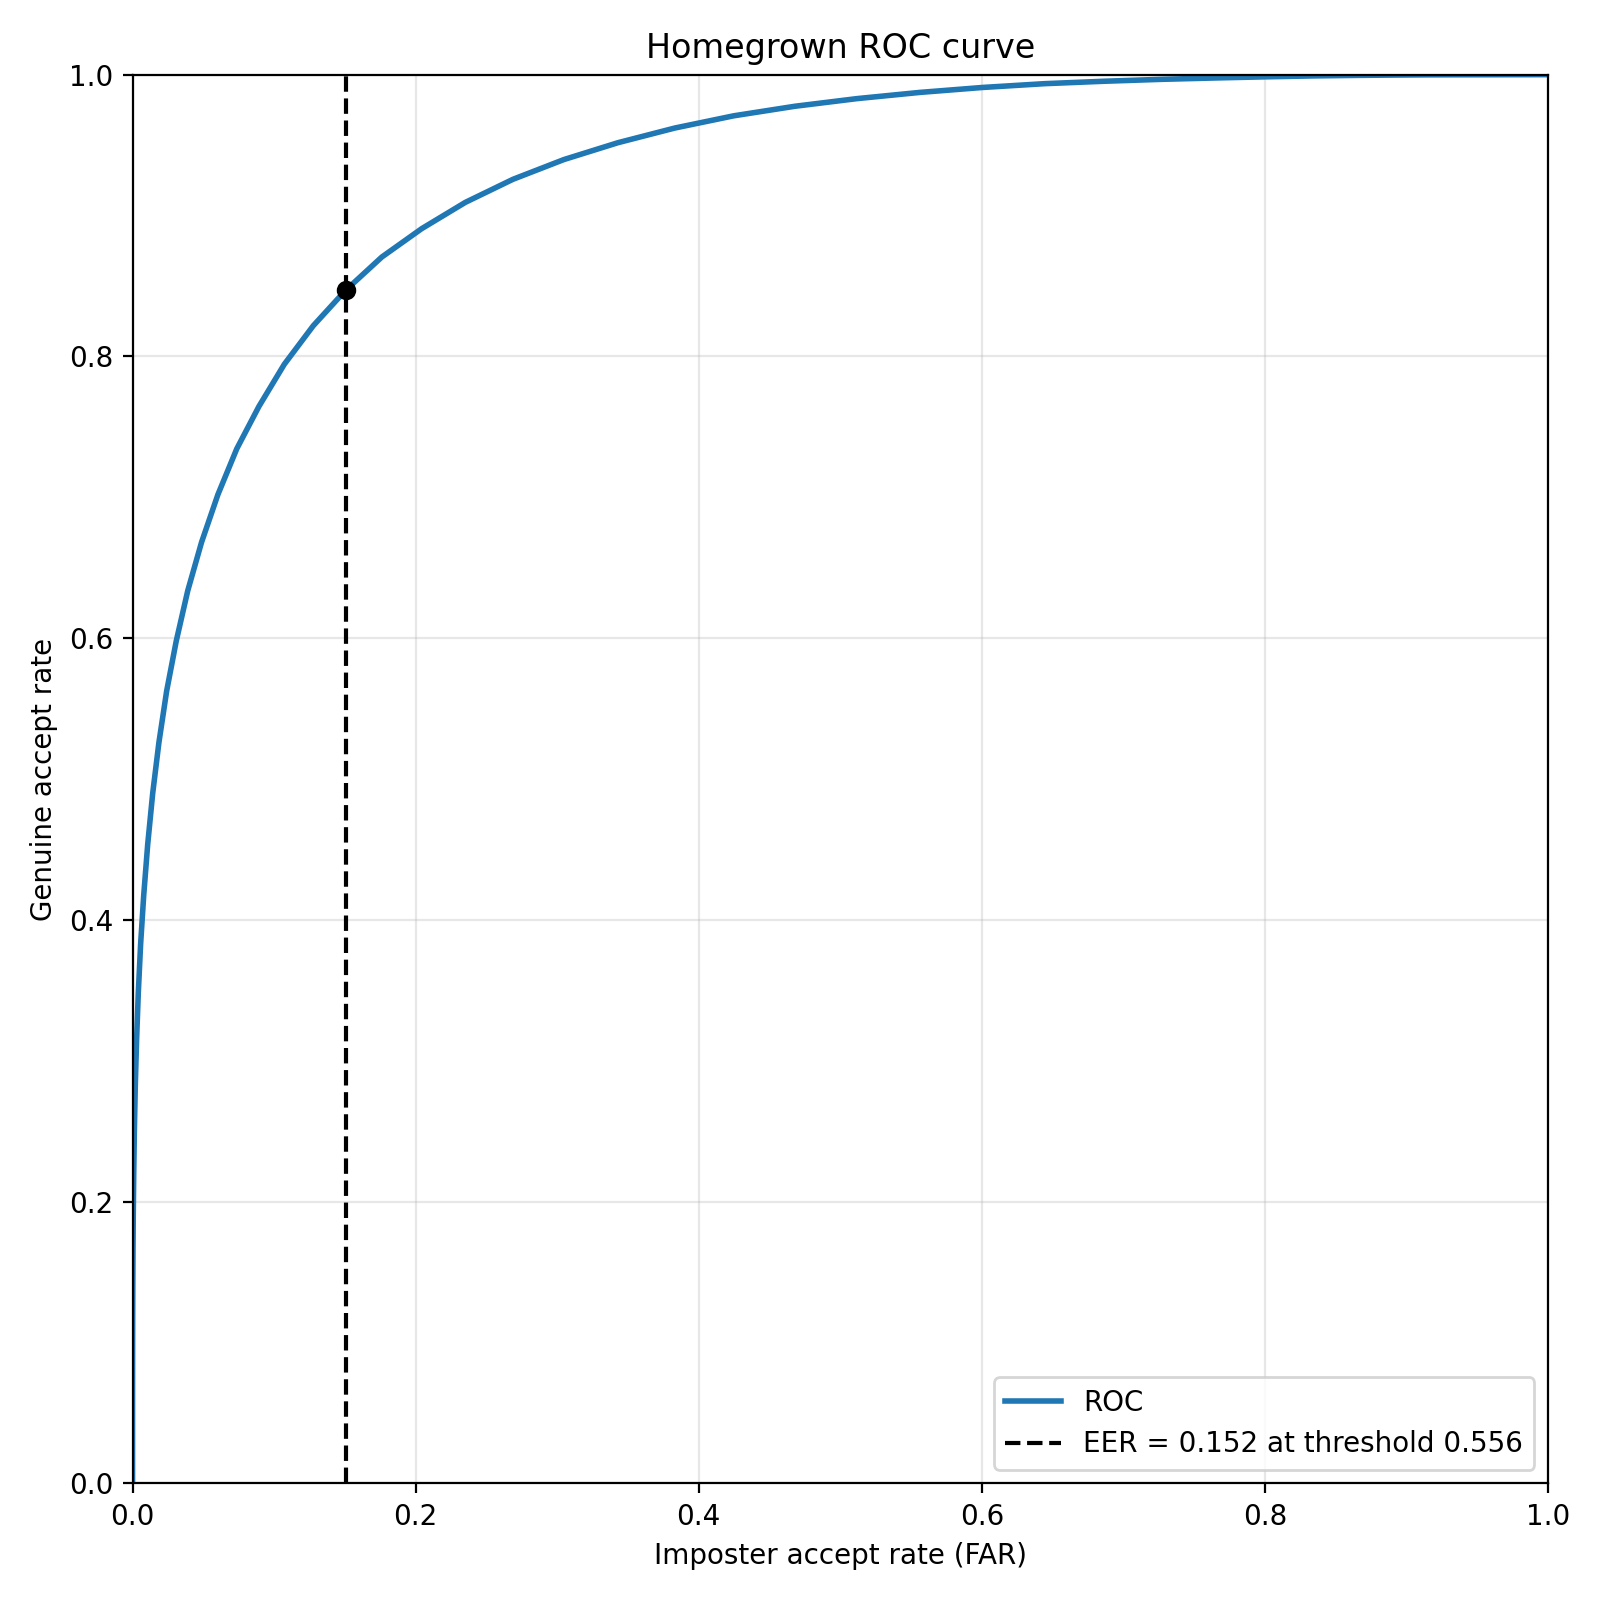 Homegrown ROC curve
1.0
0.8
0.6
0.4
0.2
0.0
Genuine accept rate
0.0 0.2 0.4 0.6 0.8 1.0
Imposter accept rate (FAR)
ROC
EER = 0.152 at threshold 0.556